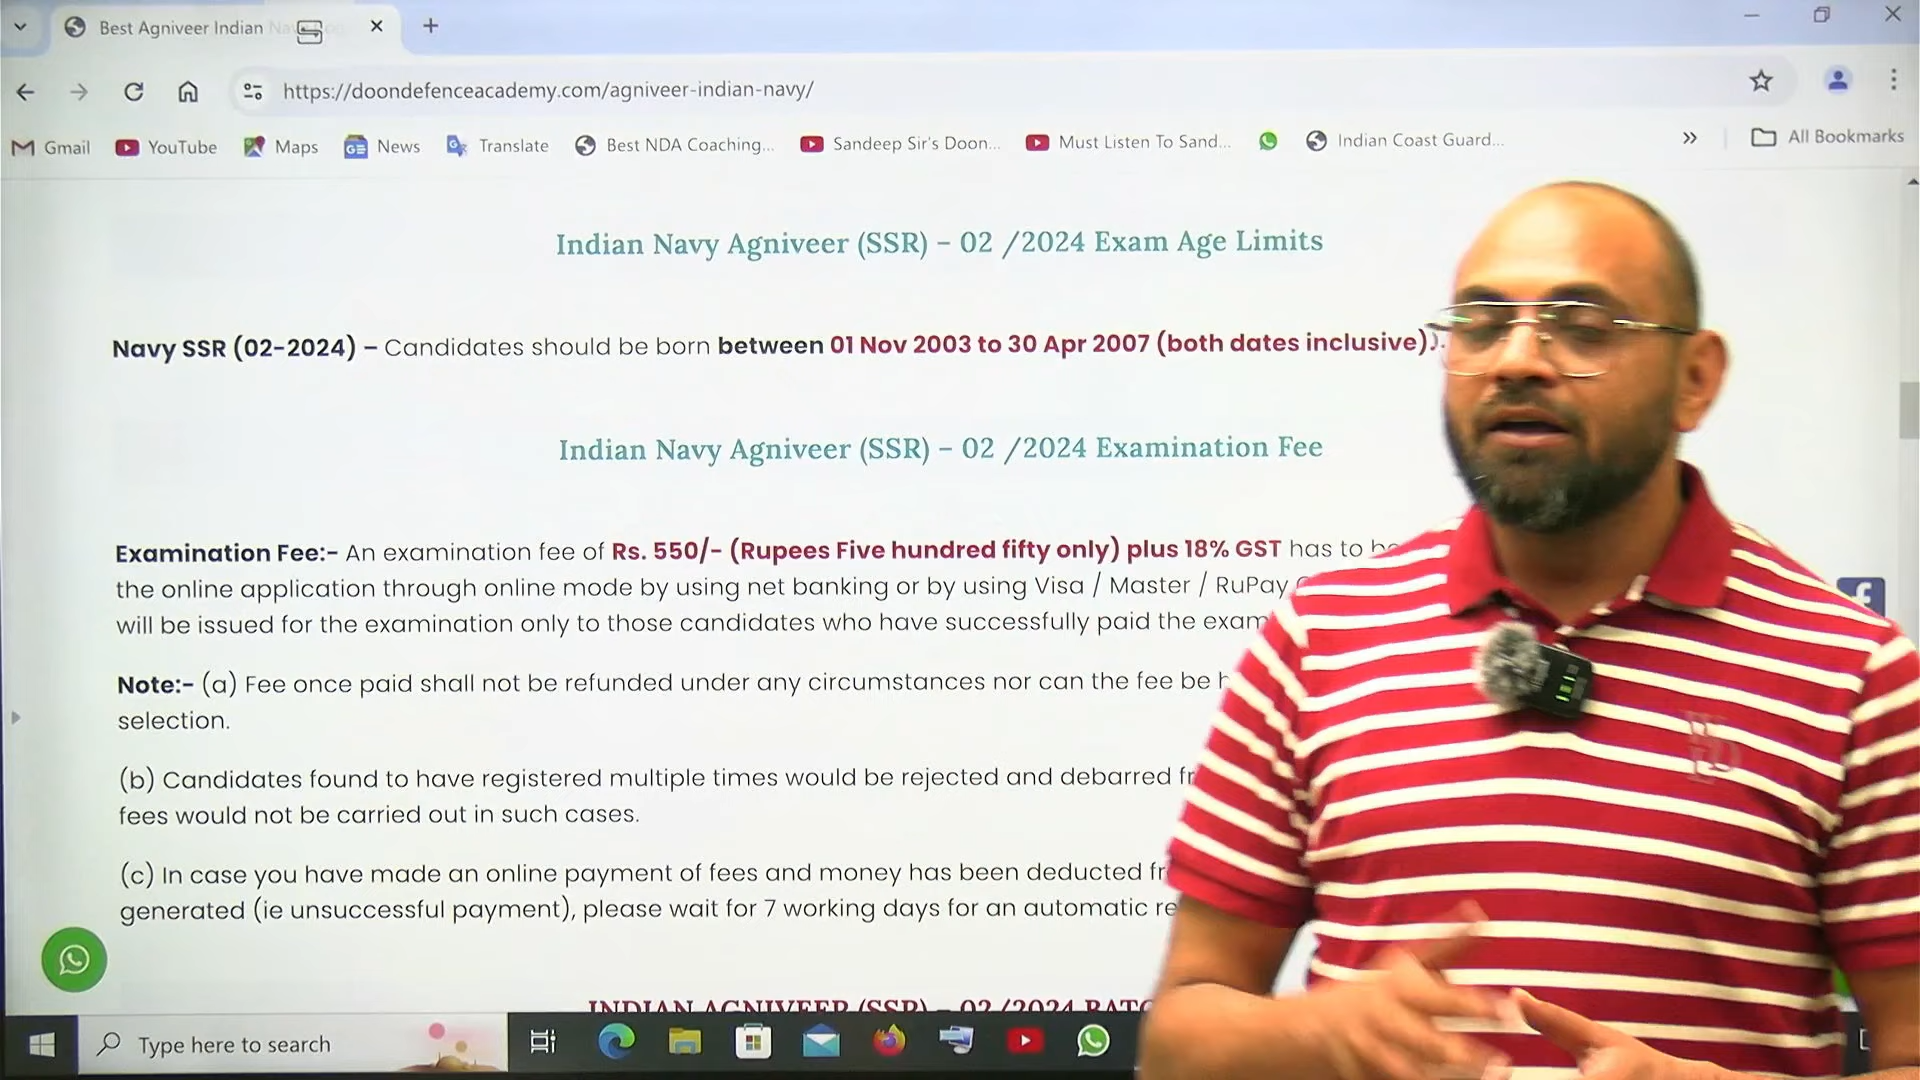 Best Agniveer Indian
https://doondefenceacademy.com/agniveer-indian-navy/
Gmail YouTube Maps News Translate Best NDA Coaching... Sandeep Sir's Doon... Must Listen To Sand... Indian Coast Guard... All Bookmarks
Indian Navy Agniveer (SSR) – 02 /2024 Exam Age Limits
Navy SSR (02-2024) – Candidates should be born between 01 Nov 2003 to 30 Apr 2007 (both dates inclusive)).
Indian Navy Agniveer (SSR) – 02 /2024 Examination Fee
Examination Fee:- An examination fee of Rs. 550/- (Rupees Five hundred fifty only) plus 18% GST has to
the online application through online mode by using net banking or by using Visa / Master / RuPay
will be issued for the examination only to those candidates who have successfully paid the exam
Note:- (a) Fee once paid shall not be refunded under any circumstances nor can the fee be
selection.
(b) Candidates found to have registered multiple times would be rejected and debarred
fees would not be carried out in such cases.
(c) In case you have made an online payment of fees and money has been deducted
generated (ie unsuccessful payment), please wait for 7 working days for an automatic
INDIAN AGNIVEER (SSR) – 02 /2024
Type here to search